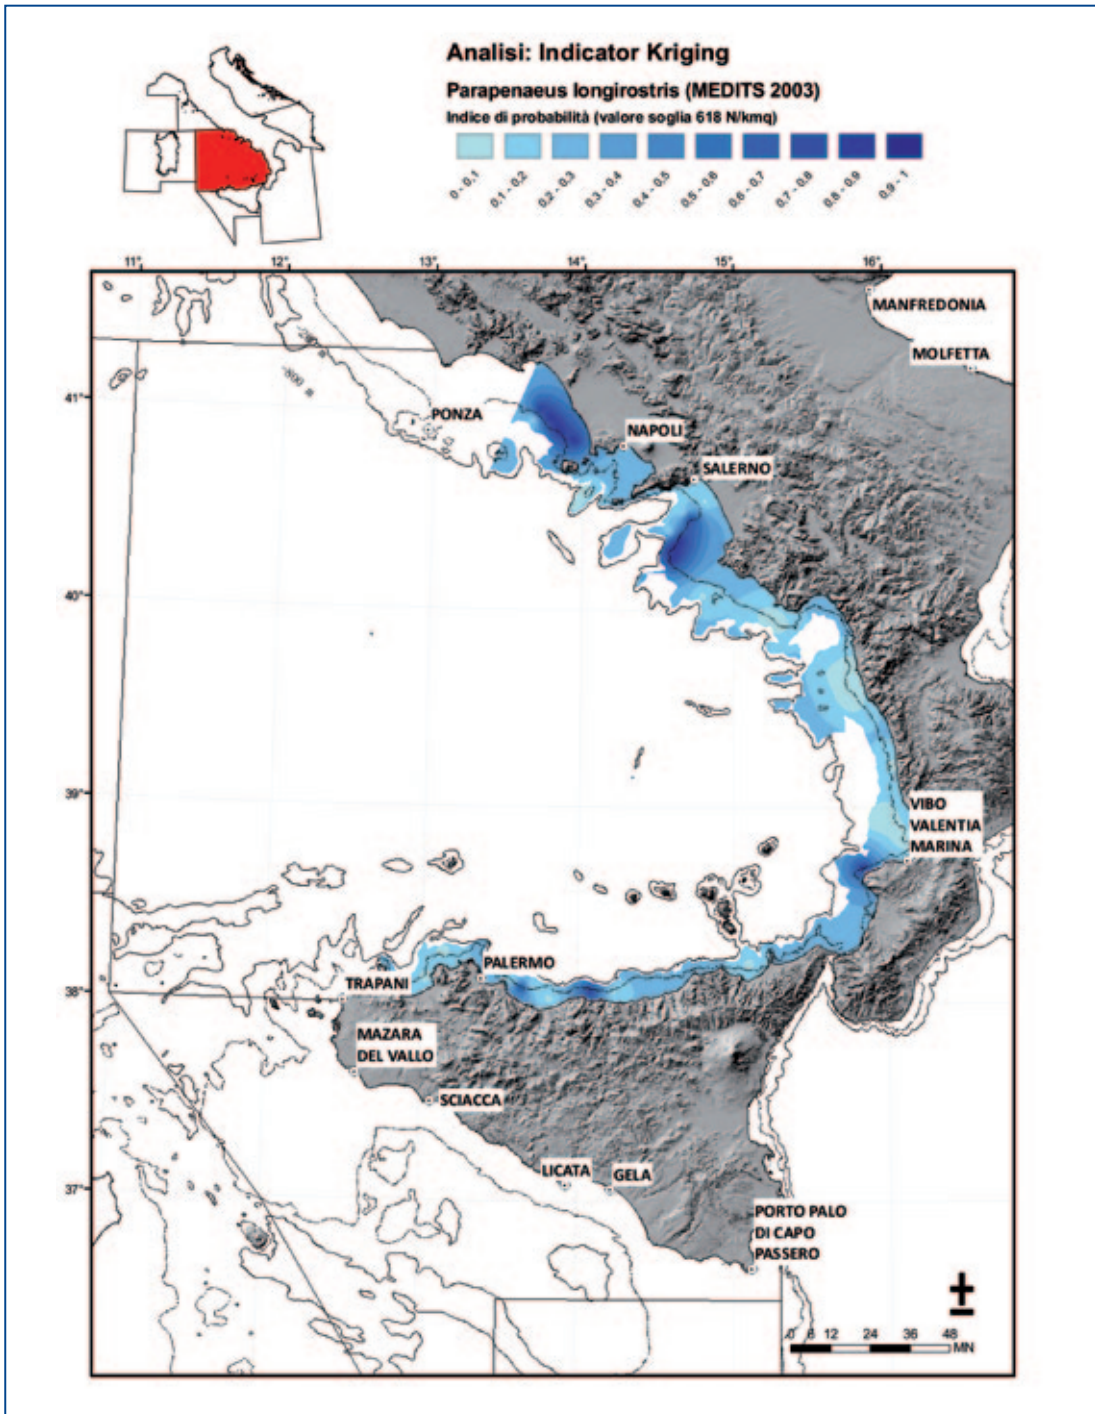 Analisi: Indicator Kriging
Parapenaeus longirostris (MEDITS 2003)
Indice di probabilità (valore soglia 618 N/kmq)
0 - 0.1
0.1 - 0.2
0.2 - 0.3
0.3 - 0.4
0.4 - 0.5
0.5 - 0.6
0.6 - 0.7
0.7 - 0.8
0.8 - 0.9
0.9 - 1
11°
12°
13°
14°
15°
16°
MANFREDONIA
MOLFETTA
41°
PONZA
NAPOLI
SALERNO
40°
39°
VIBO
VALENTIA
MARINA
PALERMO
TRAPANI
38°
MAZARA
DEL VALLO
SCIACCA
LICATA
GELA
37°
PORTO PALO
DI CAPO
PASSERO
0 6 12 24 36 48
MN